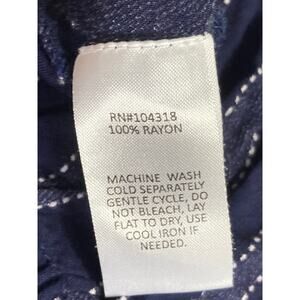 RN#104318
100% RAYON
MACHINE WASH
COLD SEPARATELY
GENTLE CYCLE, DO
NOT BLEACH, LAY
FLAT TO DRY, USE
COOL IRON IF
NEEDED.